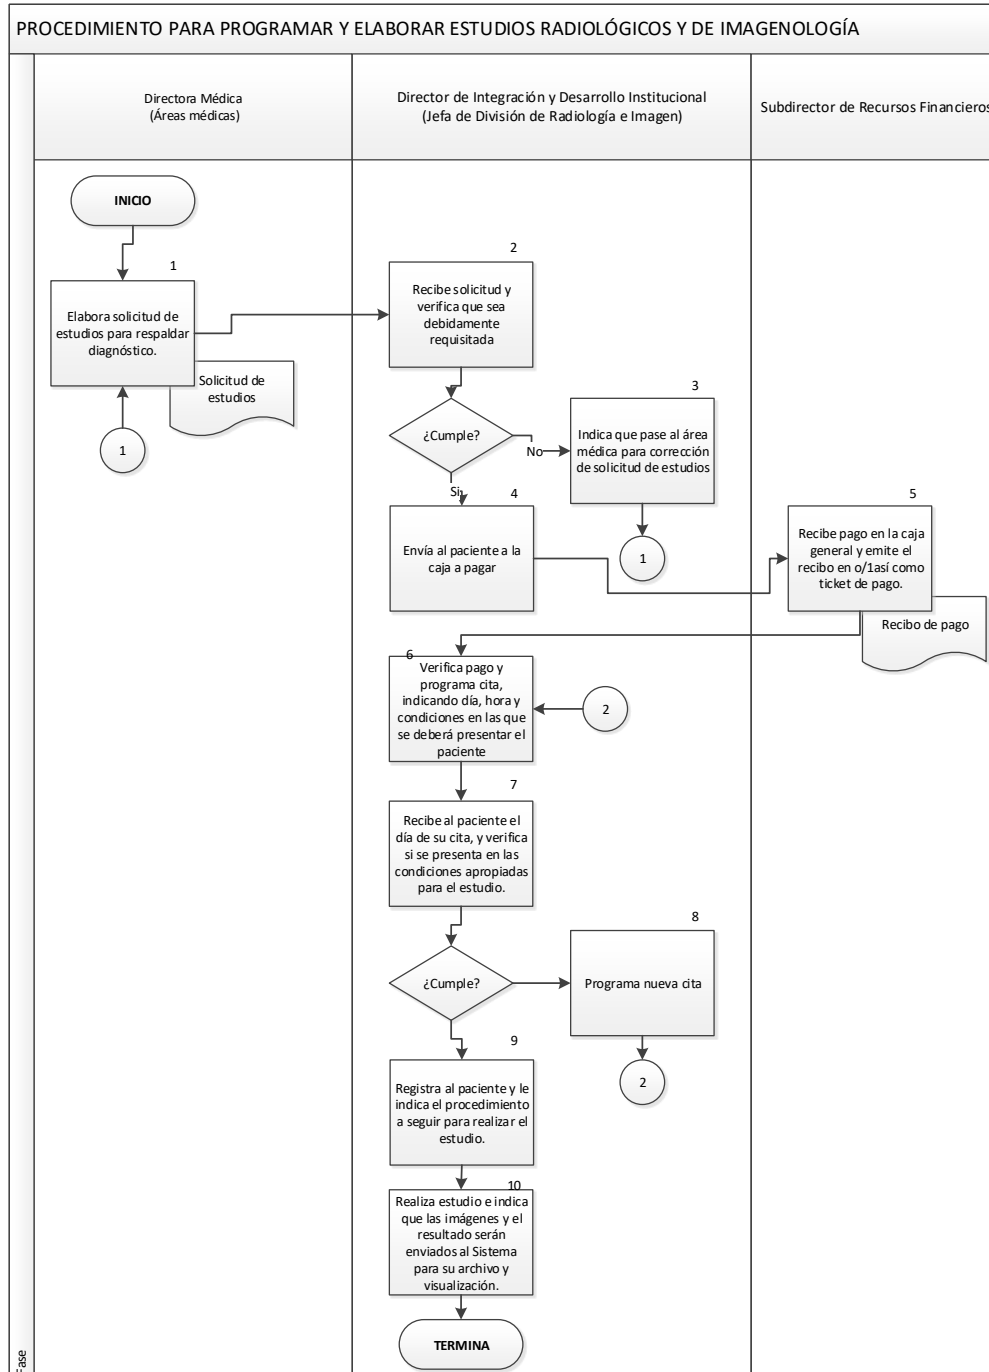 PROCEDIMIENTO PARA PROGRAMAR Y ELABORAR ESTUDIOS RADIOLÓGICOS Y DE IMAGENOLOGÍA
Directora Médica
(Áreas médicas)
Director de Integración y Desarrollo Institucional
(Jefa de División de Radiología e Imagen)
Subdirector de Recursos Financieros
INICIO
1
Elabora solicitud de
estudios para respaldar
diagnóstico.
Solicitud de
estudios
1
2
Recibe solicitud y
verifica que sea
debidamente
requisitada
¿Cumple?
No
3
Indica que pase al área
médica para corrección
de solicitud de estudios
1
Si
4
Envía al paciente a la
caja a pagar
5
Recibe pago en la caja
general y emite el
recibo en o/1así como
ticket de pago.
Recibo de pago
6
Verifica pago y
programa cita,
indicando día, hora y
condiciones en las que
se deberá presentar el
paciente
2
7
Recibe al paciente el
día de su cita, y verifica
si se presenta en las
condiciones apropiadas
para el estudio.
¿Cumple?
8
Programa nueva cita
2
9
Registra al paciente y le
indica el procedimiento
a seguir para realizar el
estudio.
10
Realiza estudio e indica
que las imágenes y el
resultado serán
enviados al Sistema
para su archivo y
visualización.
TERMINA
Fase